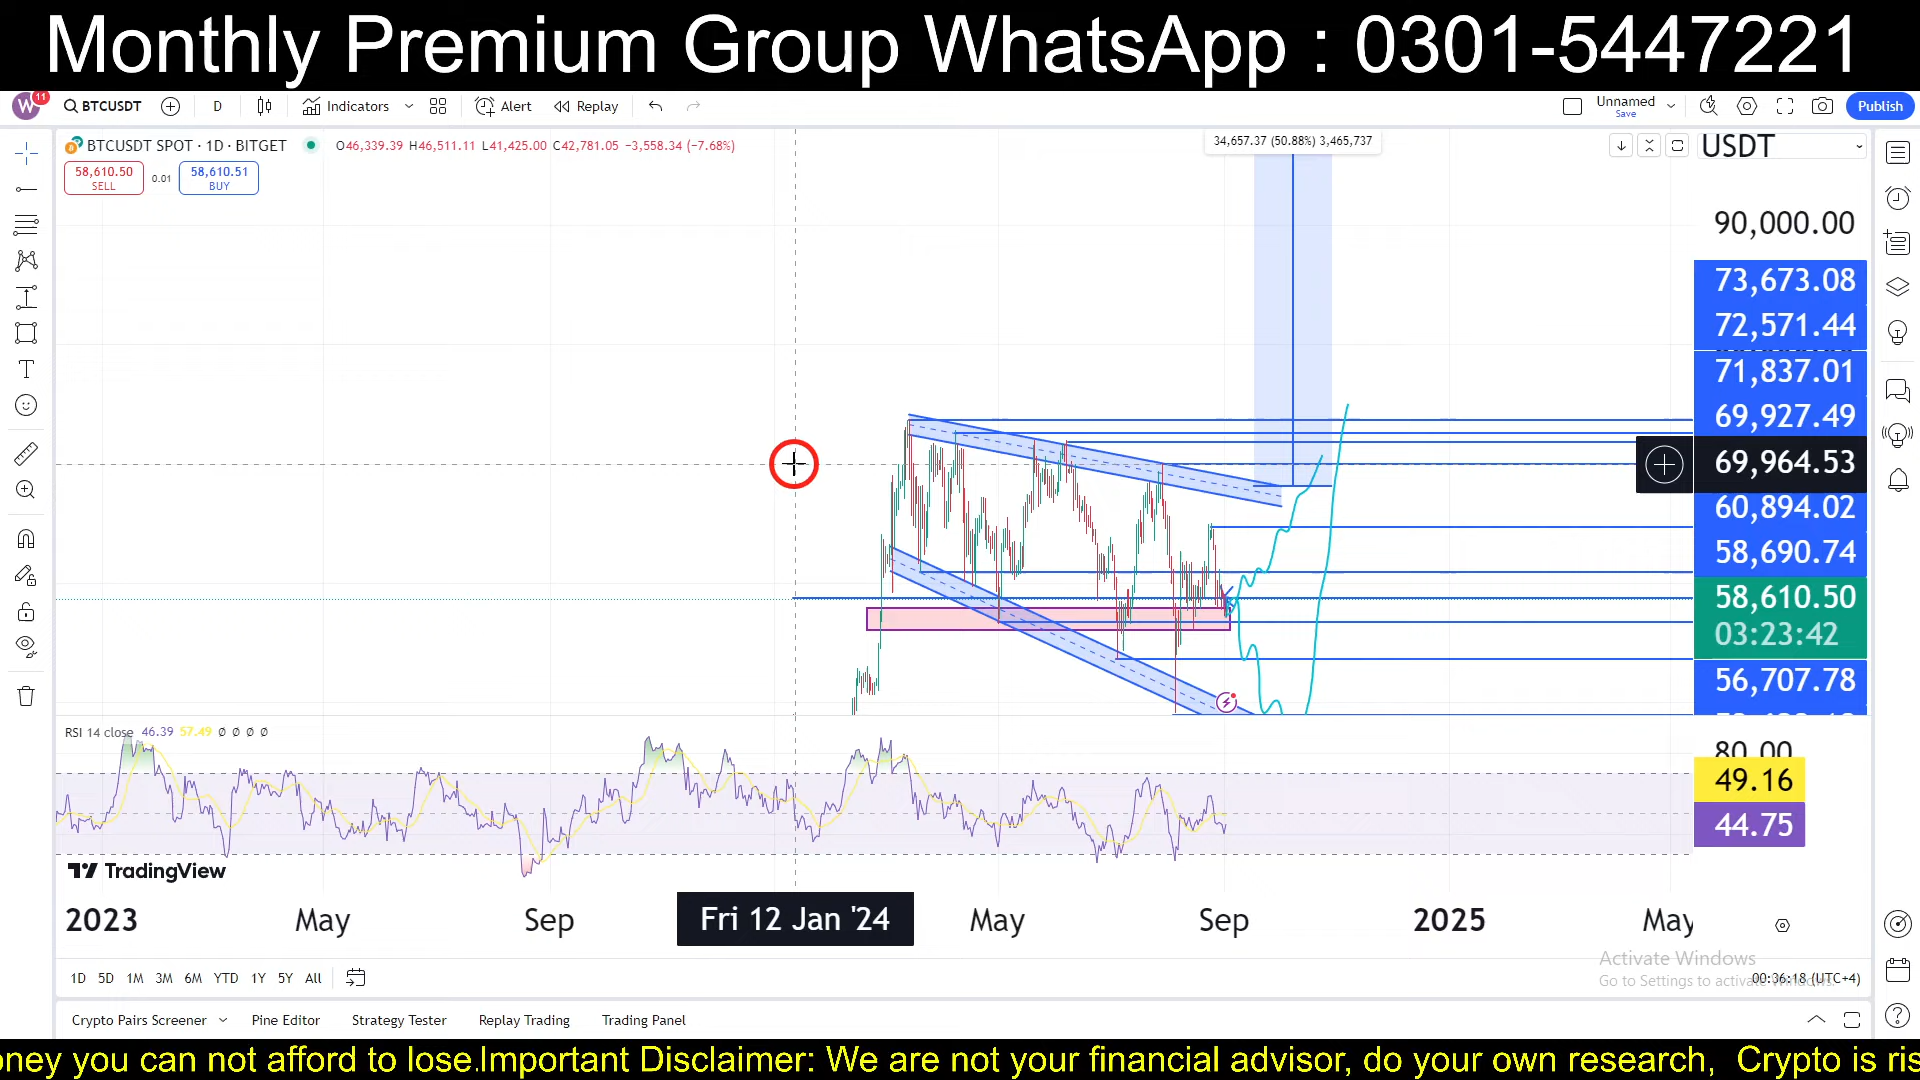 Monthly Premium Group WhatsApp : 0301-5447221
W 11 BTCUSDT D Indicators Alert Replay Unnamed Save Publish
BTCUSDT SPOT · 1D · BITGET O46,339.39 H46,511.11 L41,425.00 C42,781.05 −3,558.34 (−7.68%)
34,657.37 (50.88%) 3,465,737
USDT
58,610.50 SELL 0.01 58,610.51 BUY
90,000.00
73,673.08
72,571.44
71,837.01
69,927.49
69,964.53
60,894.02
58,690.74
58,610.50
03:23:42
56,707.78
RSI 14 close 46.39 57.49 Ø Ø Ø Ø
80.00
49.16
44.75
TradingView
2023 May Sep Fri 12 Jan '24 May Sep 2025 May
Activate Windows
Go to Settings to activate Windows.
1D 5D 1M 3M 6M YTD 1Y 5Y All 00:36:18 (UTC+4)
Crypto Pairs Screener Pine Editor Strategy Tester Replay Trading Trading Panel
oney you can not afford to lose.Important Disclaimer: We are not your financial advisor, do your own research, Crypto is ris